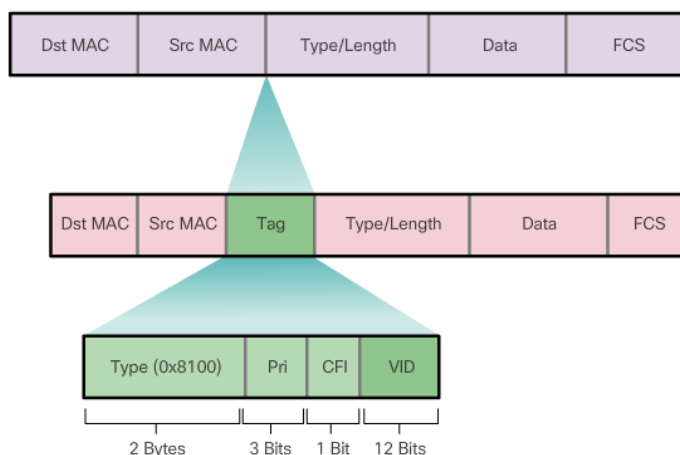 Dst MAC Src MAC Type/Length Data FCS
Dst MAC Src MAC Tag Type/Length Data FCS
Type (0x8100) Pri CFI VID
2 Bytes 3 Bits 1 Bit 12 Bits